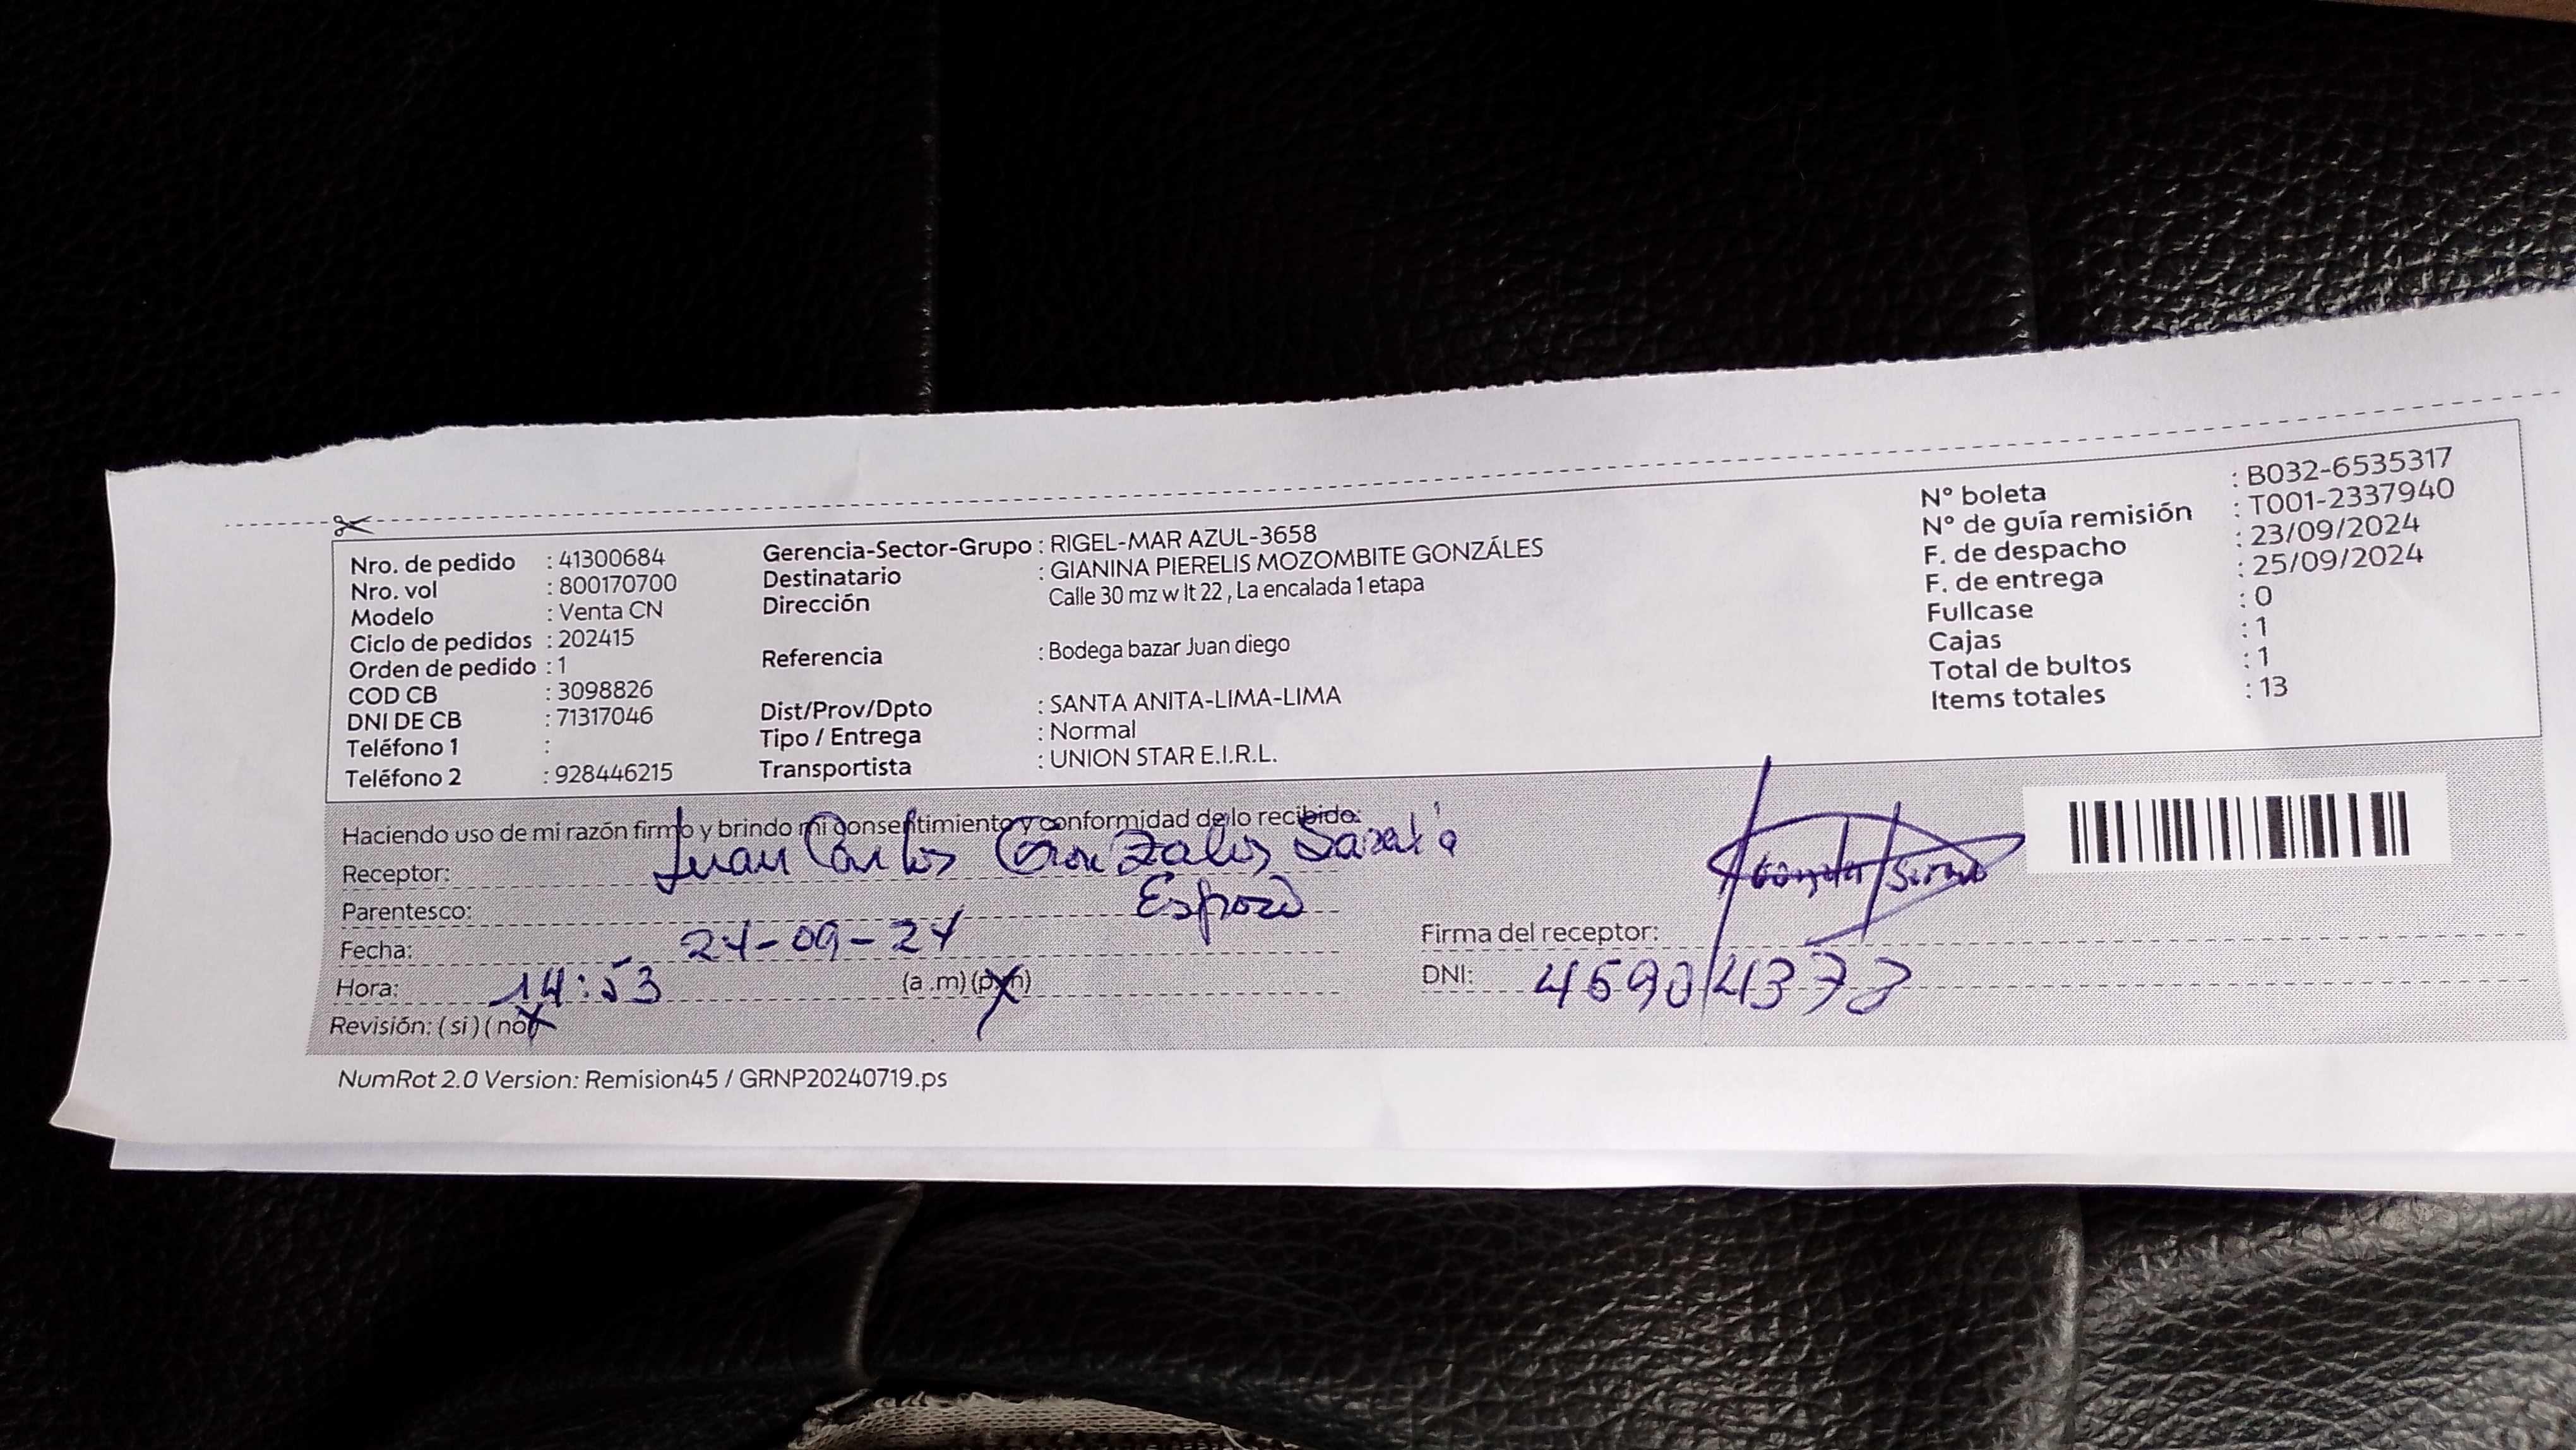 Nro. de pedido : 41300684
Nro. vol : 800170700
Modelo : Venta CN
Ciclo de pedidos : 202415
Orden de pedido : 1
COD CB : 3098826
DNI DE CB : 71317046
Teléfono 1 :
Teléfono 2 : 928446215
Gerencia-Sector-Grupo : RIGEL-MAR AZUL-3658
Destinatario : GIANINA PIERELIS MOZOMBITE GONZÁLES
Dirección Calle 30 mz w lt 22 , La encalada 1 etapa
Referencia : Bodega bazar Juan diego
Dist/Prov/Dpto : SANTA ANITA-LIMA-LIMA
Tipo / Entrega : Normal
Transportista : UNION STAR E.I.R.L.
N° boleta : B032-6535317
N° de guía remisión : T001-2337940
F. de despacho : 23/09/2024
F. de entrega : 25/09/2024
Fullcase : 0
Cajas : 1
Total de bultos : 1
Items totales : 13
Haciendo uso de mi razón firmo y brindo mi consentimiento y conformidad de lo recibido:
Receptor: Juan Carlos Gonzales
Parentesco: Esposo
Fecha: 24-09-24
Hora: 14:53 (a .m) (p.m)
Revisión: ( si ) ( no )
Firma del receptor:
DNI:
NumRot 2.0 Version: Remision45 / GRNP20240719.ps